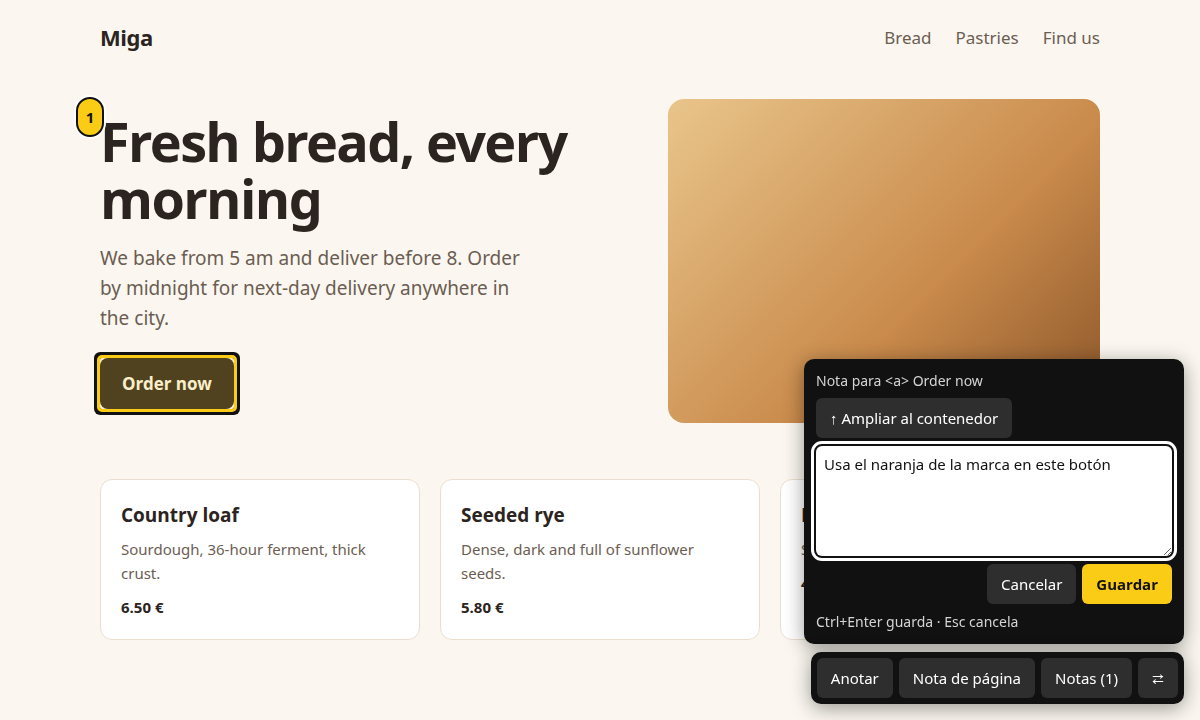 Miga
Bread
Pastries
Find us
1
Fresh bread, every
morning
We bake from 5 am and deliver before 8. Order
by midnight for next-day delivery anywhere in
the city.
Order now
Country loaf
Sourdough, 36-hour ferment, thick
crust.
6.50 €
Seeded rye
Dense, dark and full of sunflower
seeds.
5.80 €
Nota para <a> Order now
↑ Ampliar al contenedor
Usa el naranja de la marca en este botón
Cancelar
Guardar
Ctrl+Enter guarda · Esc cancela
Anotar
Nota de página
Notas (1)
⇄